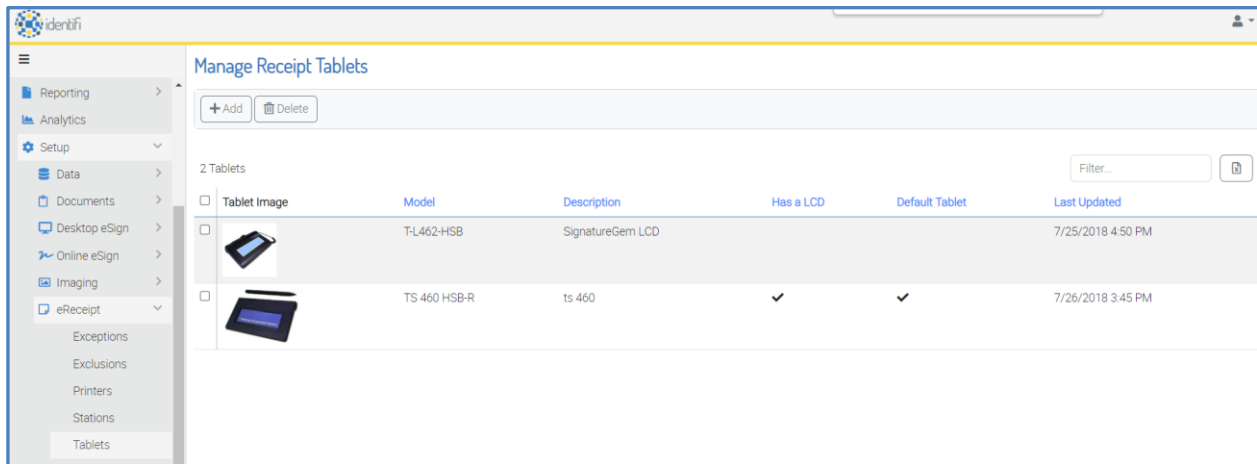 identifi
Manage Receipt Tablets
Reporting
Analytics
Setup
Data
Documents
Desktop eSign
Online eSign
Imaging
eReceipt
Exceptions
Exclusions
Printers
Stations
Tablets
Add Delete
2 Tablets Filter...
Tablet Image Model Description Has a LCD Default Tablet Last Updated
T-L462-HSB SignatureGem LCD 7/25/2018 4:50 PM
TS 460 HSB-R ts 460 7/26/2018 3:45 PM